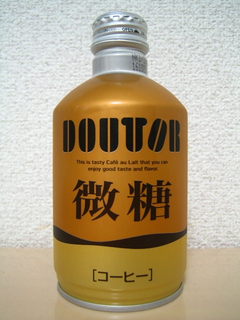 DOUTOR
This is tasty Café au Lait that you can
enjoy good taste and flavor
微糖
[コーヒー]